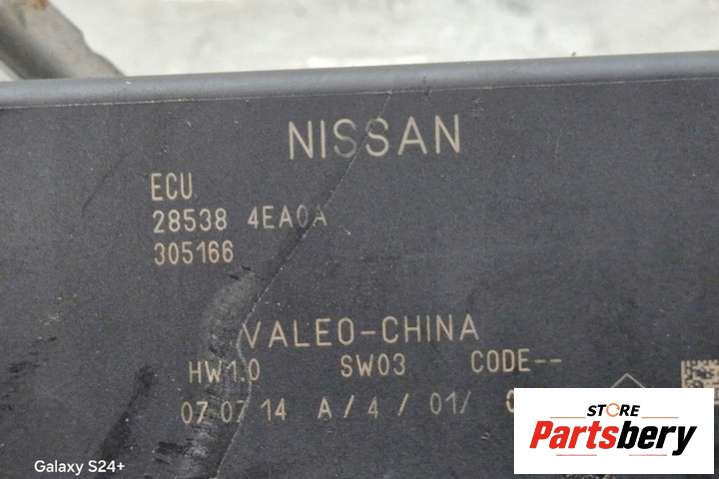 NISSAN
ECU
28538 4EA0A
305166
VALEO-CHINA
HW1.0 SW03 CODE--
07 07 14 A/4/01/
STORE
Partsbery
Galaxy S24+